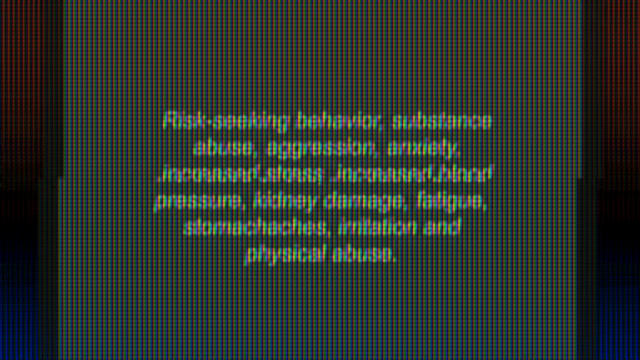 Risk-seeking behavior, substance
abuse, aggression, anxiety,
increased stress, increased blood
pressure, kidney damage, fatigue,
stomachaches, irritation and
physical abuse.